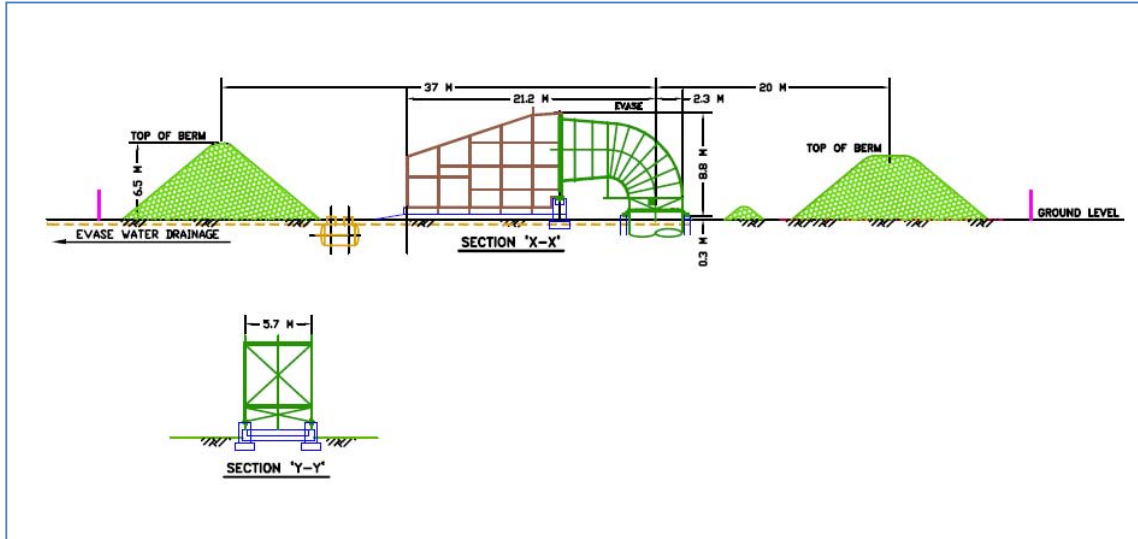 37 M
20 M
21.2 M
EVASE
2.3 M
TOP OF BERM
TOP OF BERM
6.5 M
8.8 M
GROUND LEVEL
EVASE WATER DRAINAGE
SECTION 'X-X'
0.3 M
5.7 M
SECTION 'Y-Y'